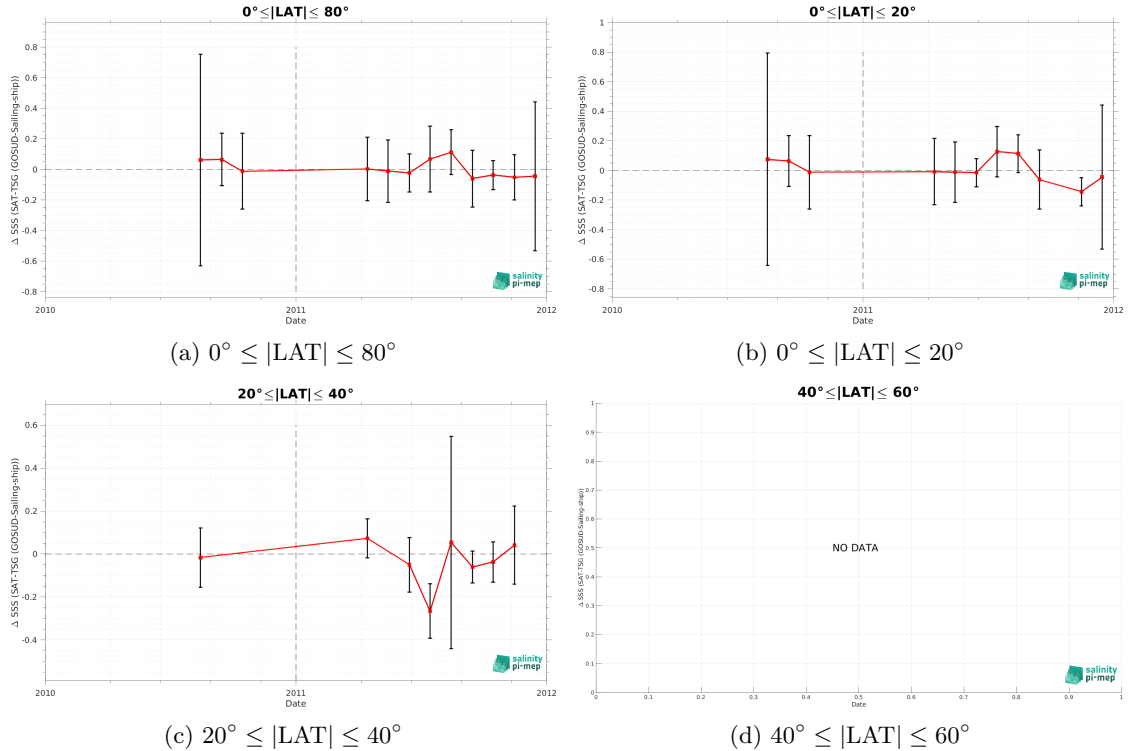 0°≤|LAT|≤ 80°
0.8
0.6
0.4
0.2
0
-0.2
-0.4
-0.6
-0.8
Δ SSS (SAT-TSG (GOSUD-Sailing-ship))
2010
2011
2012
Date
salinity
pi-mep
(a) 0° ≤ |LAT| ≤ 80°
0°≤|LAT|≤ 20°
1
0.8
0.6
0.4
0.2
0
-0.2
-0.4
-0.6
-0.8
Δ SSS (SAT-TSG (GOSUD-Sailing-ship))
2010
2011
2012
Date
salinity
pi-mep
(b) 0° ≤ |LAT| ≤ 20°
20°≤|LAT|≤ 40°
0.6
0.4
0.2
0
-0.2
-0.4
Δ SSS (SAT-TSG (GOSUD-Sailing-ship))
2010
2011
2012
Date
salinity
pi-mep
(c) 20° ≤ |LAT| ≤ 40°
40°≤|LAT|≤ 60°
1
0.9
0.8
0.7
0.6
0.5
0.4
0.3
0.2
0.1
0
Δ SSS (SAT-TSG (GOSUD-Sailing-ship))
NO DATA
0 0.1 0.2 0.3 0.4 0.5 0.6 0.7 0.8 0.9 1
Date
salinity
pi-mep
(d) 40° ≤ |LAT| ≤ 60°